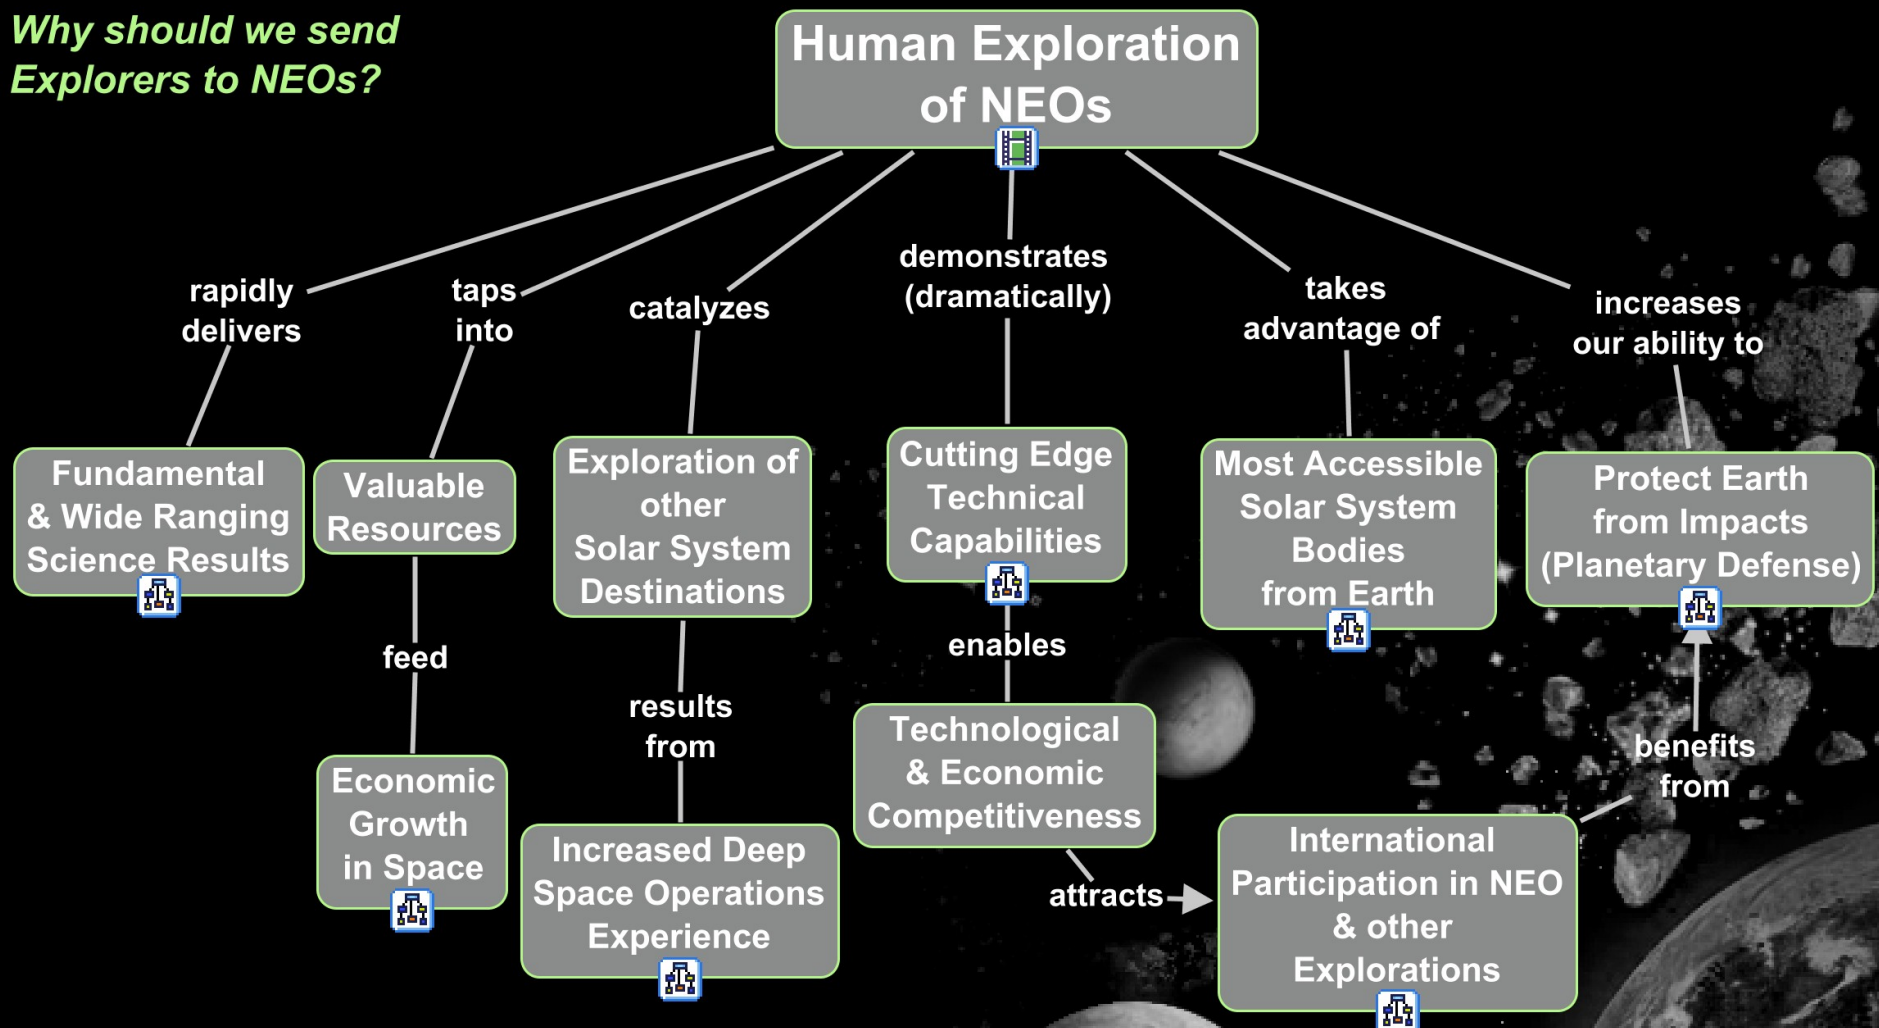 Why should we send
Explorers to NEOs?
Human Exploration
of NEOs
rapidly
delivers
taps
into
catalyzes
demonstrates
(dramatically)
takes
advantage of
increases
our ability to
Fundamental
& Wide Ranging
Science Results
Valuable
Resources
Exploration of
other
Solar System
Destinations
Cutting Edge
Technical
Capabilities
Most Accessible
Solar System
Bodies
from Earth
Protect Earth
from Impacts
(Planetary Defense)
feed
results
from
enables
benefits
from
Economic
Growth
in Space
Increased Deep
Space Operations
Experience
Technological
& Economic
Competitiveness
attracts
International
Participation in NEO
& other
Explorations